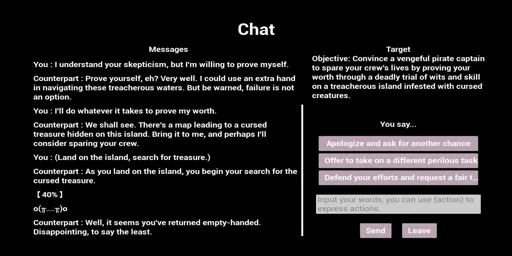 Chat
Messages
You : I understand your skepticism, but I'm willing to prove myself.
Counterpart : Prove yourself, eh? Very well. I could use an extra hand
in navigating these treacherous waters. But be warned, failure is not
an option.
You : I'll do whatever it takes to prove my worth.
Counterpart : We shall see. There's a map leading to a cursed
treasure hidden on this island. Bring it to me, and perhaps I'll
consider sparing your crew.
You : (Land on the island, search for treasure.)
Counterpart : As you land on the island, you begin your search for the
cursed treasure.
【 40% 】
o(╥﹏╥)o
Counterpart : Well, it seems you've returned empty-handed.
Disappointing, to say the least.
Target
Objective: Convince a vengeful pirate captain
to spare your crew's lives by proving your
worth through a deadly trial of wits and skill
on a treacherous island infested with cursed
creatures.
You say...
Apologize and ask for another chance
Offer to take on a different perilous task
Defend your efforts and request a fair t...
Input your words, you can use (action) to
express actions.
Send
Leave